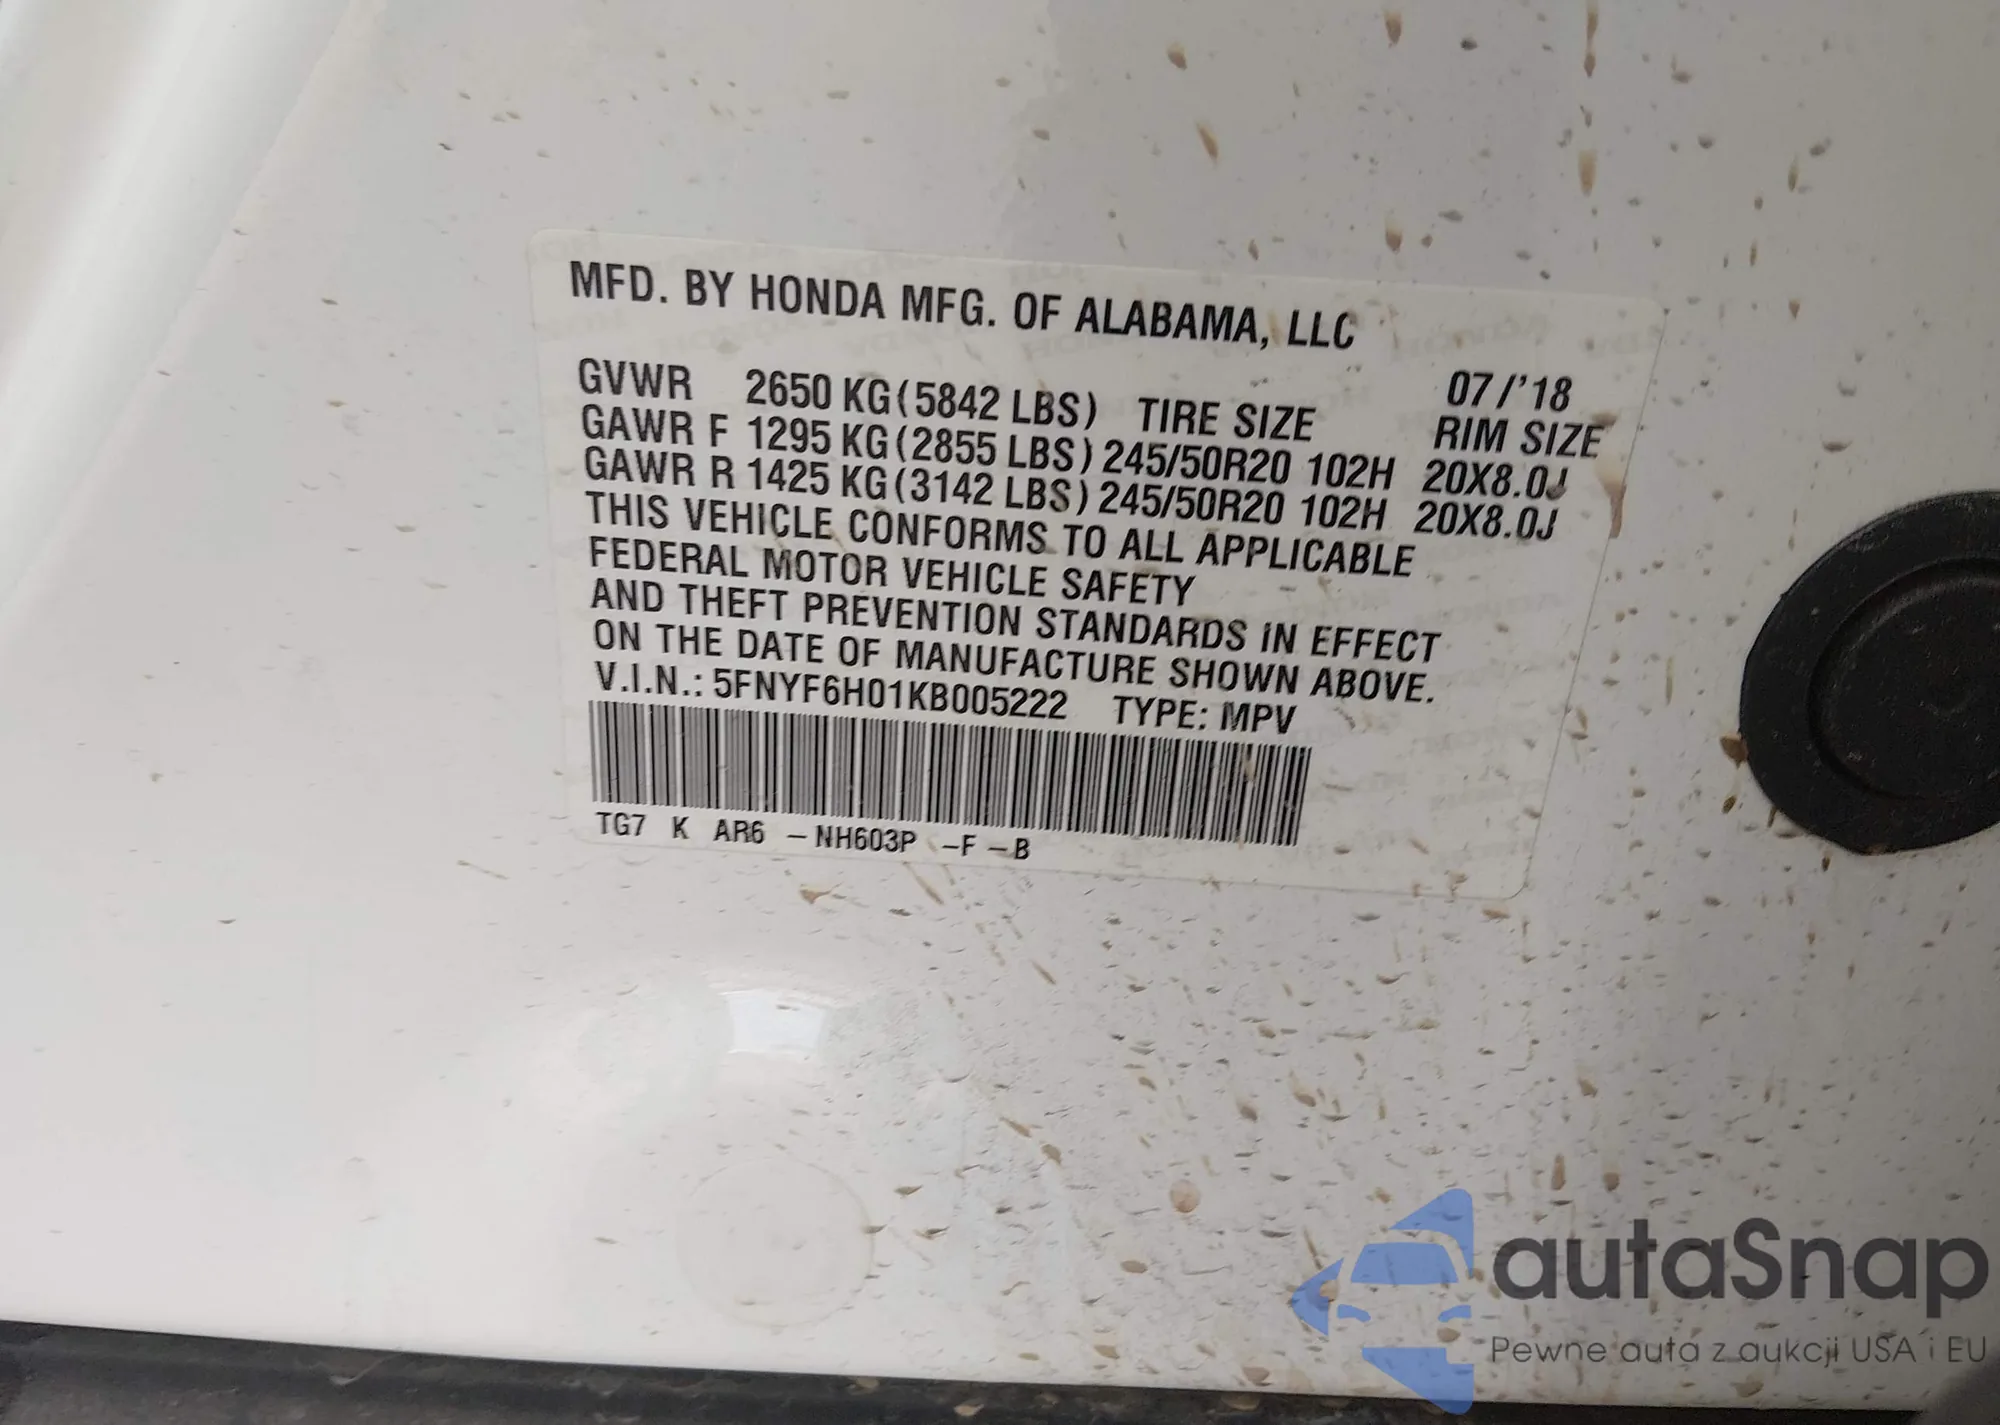 MFD. BY HONDA MFG. OF ALABAMA, LLC
07/'18
GVWR 2650 KG(5842 LBS) TIRE SIZE RIM SIZE
GAWR F 1295 KG(2855 LBS) 245/50R20 102H 20X8.0J
GAWR R 1425 KG(3142 LBS) 245/50R20 102H 20X8.0J
THIS VEHICLE CONFORMS TO ALL APPLICABLE
FEDERAL MOTOR VEHICLE SAFETY
AND THEFT PREVENTION STANDARDS IN EFFECT
ON THE DATE OF MANUFACTURE SHOWN ABOVE.
V.I.N.: 5FNYF6H01KB005222 TYPE: MPV
TG7 K AR6 -NH603P -F -B
autaSnap
Pewne auta z aukcji USA i EU